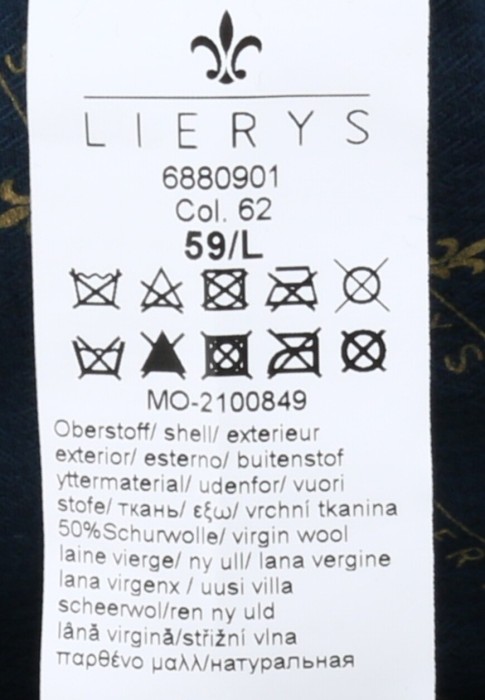 LIERYS
6880901
Col. 62
59/L
MO-2100849
Oberstoff/ shell/ exterieur
exterior/ esterno/ buitenstof
yttermaterial/ udenfor/ vuori
stofe/ ткань/ εξω/ vrchní tkanina
50%Schurwolle/ virgin wool
laine vierge/ ny ull/ lana vergine
lana virgenx / uusi villa
scheerwol/ren ny uld
lână virgină/střižní vlna
παρθένο μαλλ/натуральная